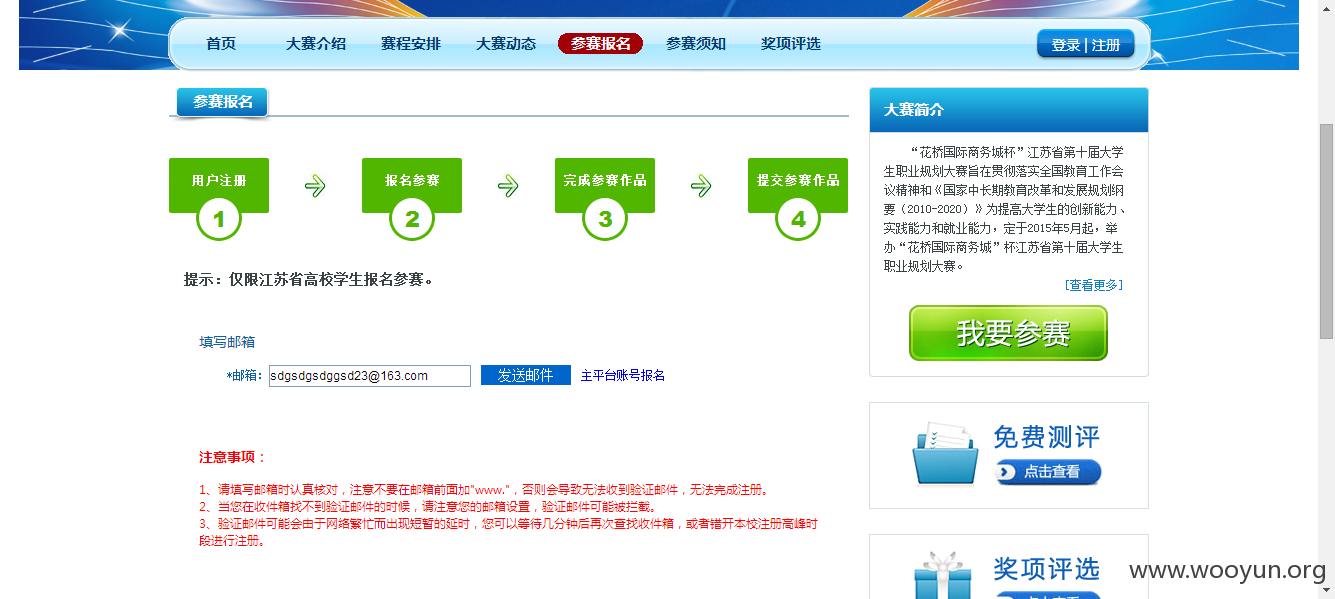 首页 大赛介绍 赛程安排 大赛动态 参赛报名 参赛须知 奖项评选 登录 | 注册
参赛报名
用户注册 报名参赛 完成参赛作品 提交参赛作品
1 2 3 4
提示：仅限江苏省高校学生报名参赛。
填写邮箱
*邮箱： sdgsdgsdggsd23@163.com 发送邮件 主平台账号报名
注意事项：
1、请填写邮箱时认真核对，注意不要在邮箱前面加"www."，否则会导致无法收到验证邮件，无法完成注册。
2、当您在收件箱找不到验证邮件的时候，请注意您的邮箱设置，验证邮件可能被拦截。
3、验证邮件可能会由于网络繁忙而出现短暂的延时，您可以等待几分钟后再次查找收件箱，或者错开本校注册高峰时
段进行注册。
大赛简介
“花桥国际商务城杯”江苏省第十届大学
生职业规划大赛旨在贯彻落实全国教育工作会
议精神和《国家中长期教育改革和发展规划纲
要（2010-2020）》为提高大学生的创新能力、
实践能力和就业能力，定于2015年5月起，举
办“花桥国际商务城”杯江苏省第十届大学生
职业规划大赛。
[查看更多]
我要参赛
免费测评
点击查看
奖项评选
点击查看
www.wooyun.org